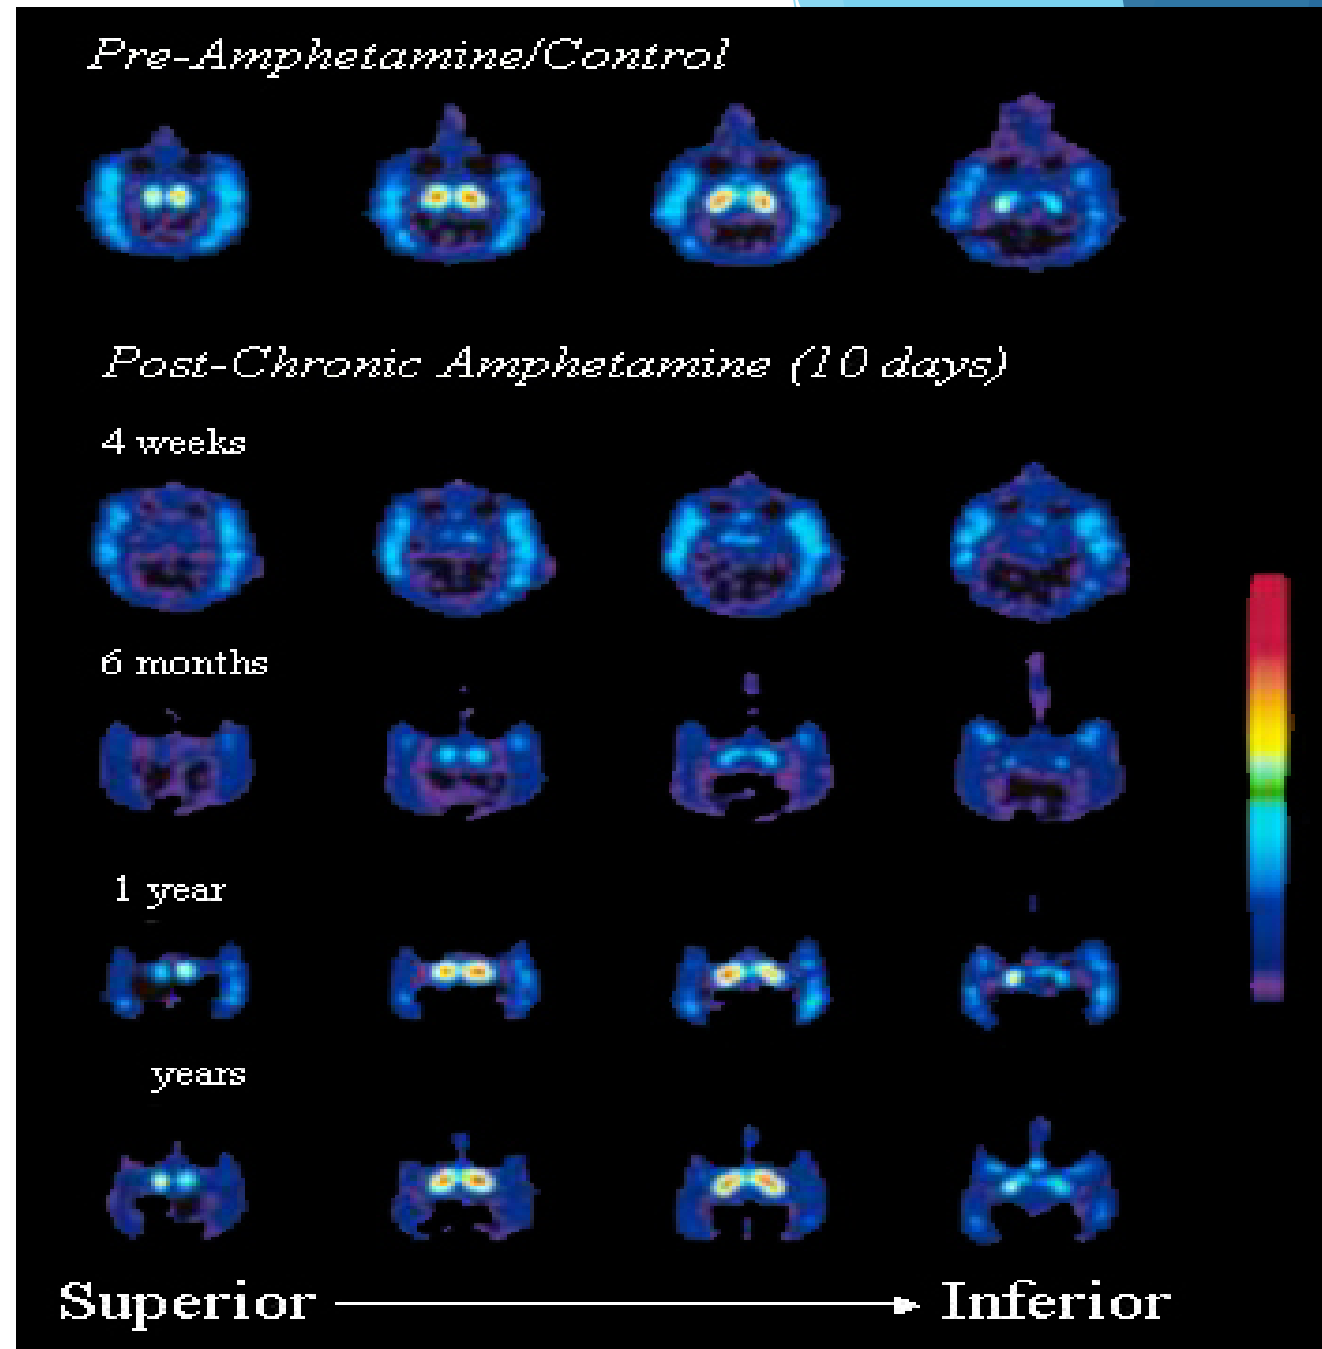 Pre-Amphetamine/Control
Post-Chronic Amphetamine (10 days)
4 weeks
6 months
1 year
years
Superior
Inferior